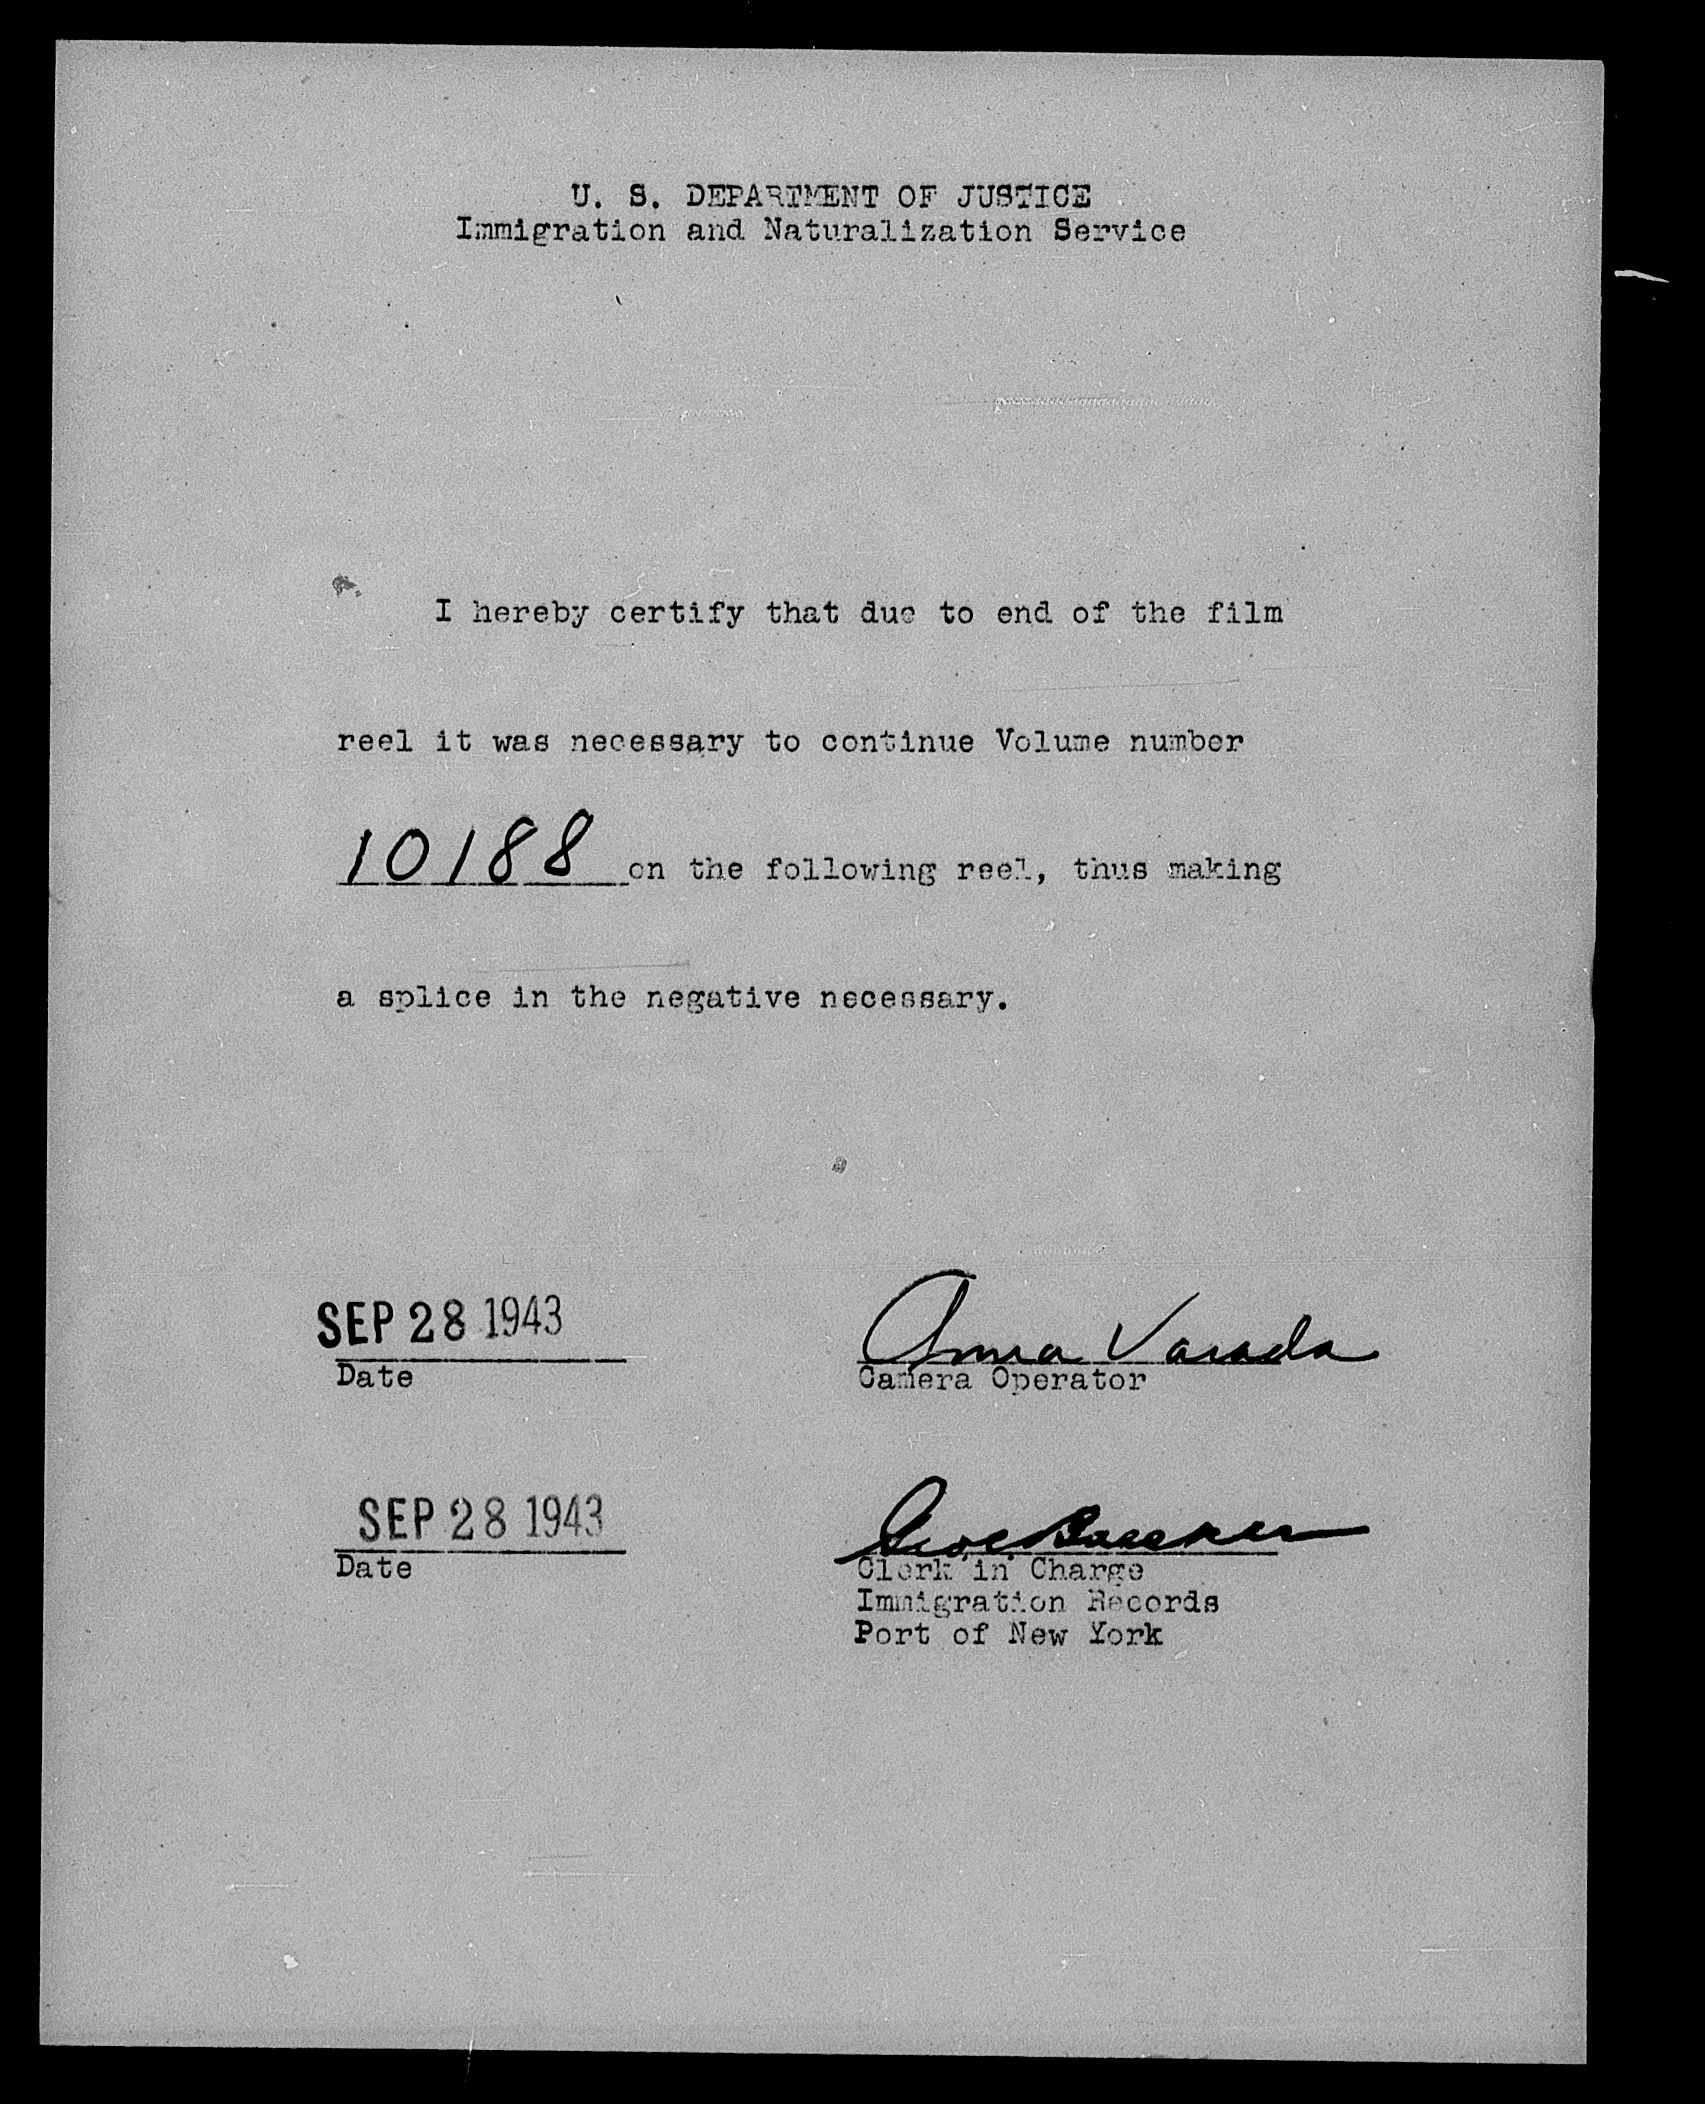 U. S. DEPARTMENT OF JUSTICE
Immigration and Naturalization Service
I hereby certify that due to end of the film
reel it was necessary to continue Volume number
10188 on the following reel, thus making
a splice in the negative necessary.
SEP 28 1943
Date
Anna Varada
Camera Operator
SEP 28 1943
Date
Clerk in Charge
Immigration Records
Port of New York